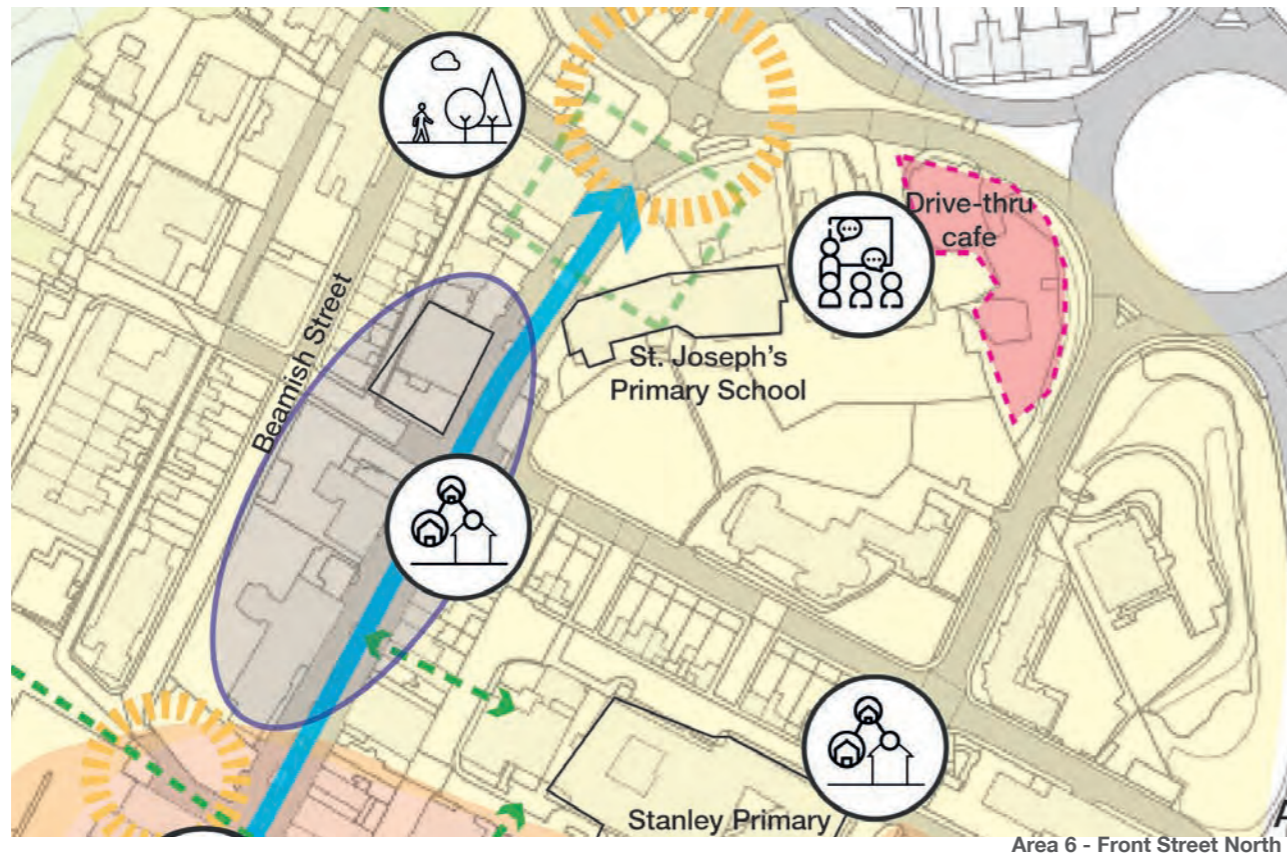 Drive-thru
cafe
Beamish Street
St. Joseph's
Primary School
Stanley Primary
Area 6 - Front Street North